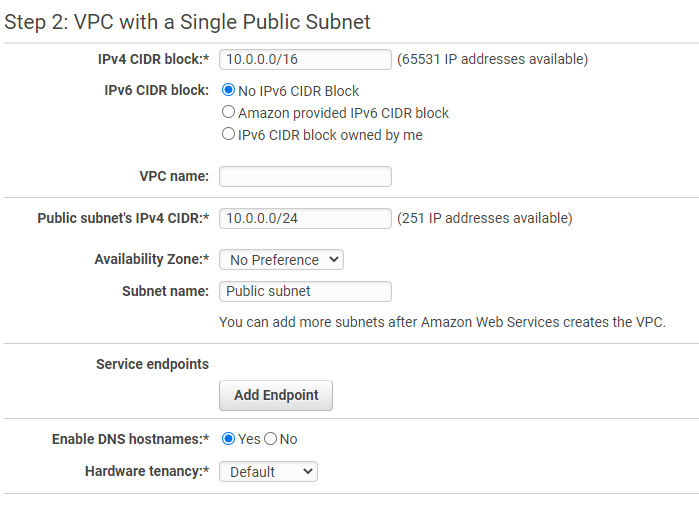 Step 2: VPC with a Single Public Subnet
IPv4 CIDR block:* 10.0.0.0/16 (65531 IP addresses available)
IPv6 CIDR block: No IPv6 CIDR Block
Amazon provided IPv6 CIDR block
IPv6 CIDR block owned by me
VPC name:
Public subnet's IPv4 CIDR:* 10.0.0.0/24 (251 IP addresses available)
Availability Zone:* No Preference
Subnet name: Public subnet
You can add more subnets after Amazon Web Services creates the VPC.
Service endpoints
Add Endpoint
Enable DNS hostnames:* Yes No
Hardware tenancy:* Default